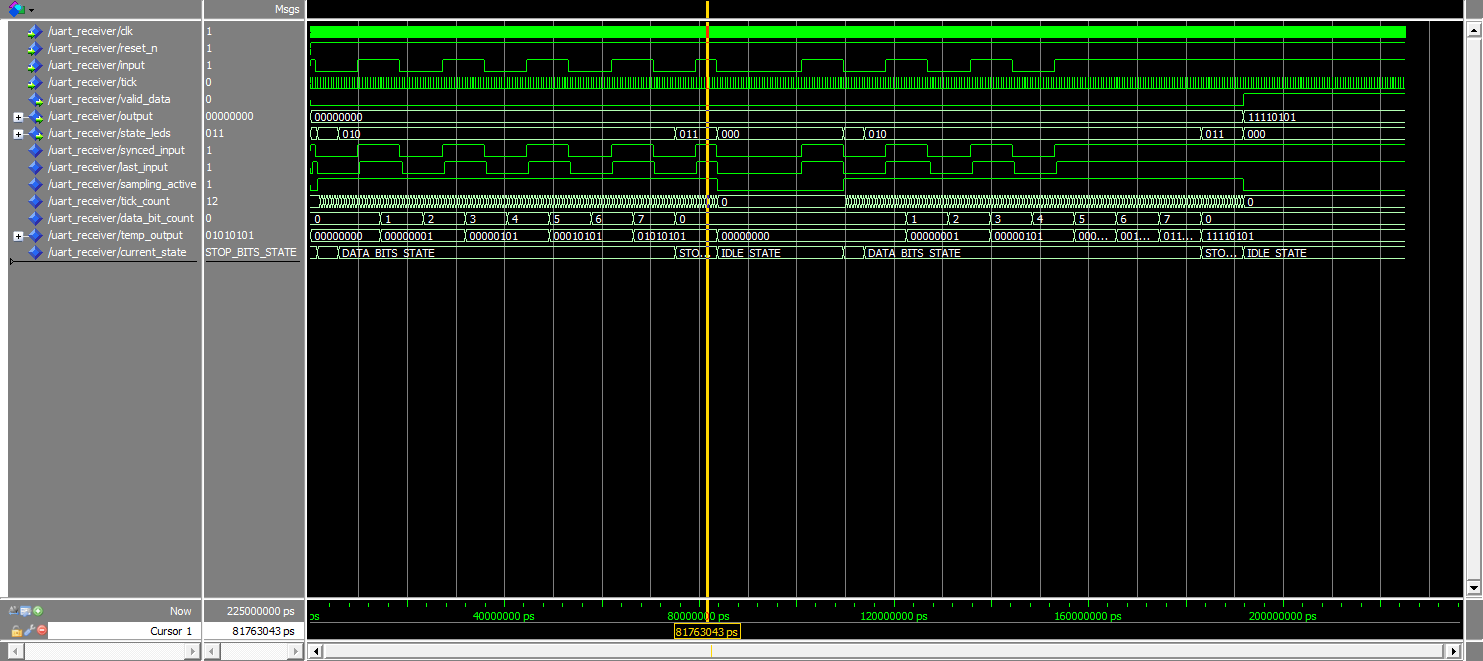 Msgs
/uart_receiver/clk 1
/uart_receiver/reset_n 1
/uart_receiver/input 1
/uart_receiver/tick 0
/uart_receiver/valid_data 0
/uart_receiver/output 00000000 00000000 11110101
/uart_receiver/state_leds 011 010 011 000 010 011 000
/uart_receiver/synced_input 1
/uart_receiver/last_input 1
/uart_receiver/sampling_active 1
/uart_receiver/tick_count 12 0 0
/uart_receiver/data_bit_count 0 0 1 2 3 4 5 6 7 0 1 2 3 4 5 6 7 0
/uart_receiver/temp_output 01010101 00000000 00000001 00000101 00010101 01010101 00000000 00000001 00000101 000... 001... 011... 11110101
/uart_receiver/current_state STOP_BITS_STATE DATA_BITS_STATE STO... IDLE_STATE DATA_BITS_STATE STO... IDLE_STATE
Now 225000000 ps ps 40000000 ps 80000000 ps 120000000 ps 160000000 ps 200000000 ps
Cursor 1 81763043 ps 81763043 ps